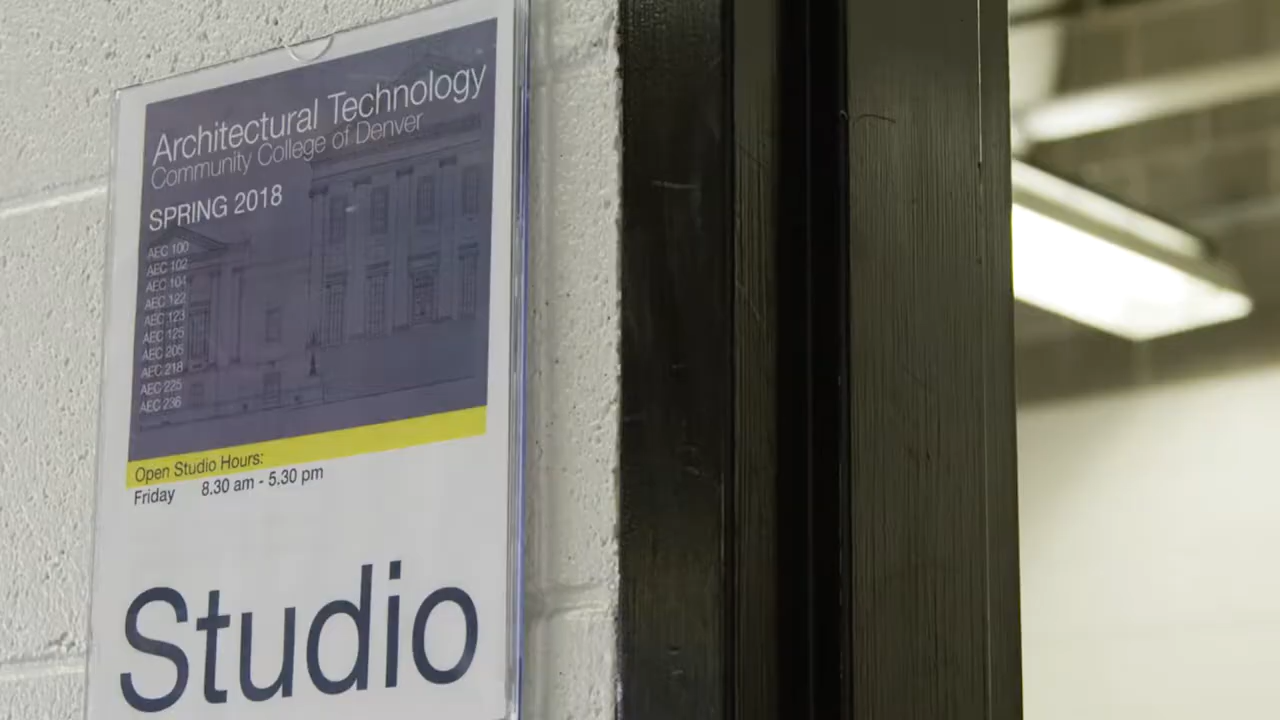 Architectural Technology
Community College of Denver
SPRING 2018
AEC 100
AEC 102
AEC 104
AEC 122
AEC 123
AEC 125
AEC 205
AEC 218
AEC 225
AEC 236
Open Studio Hours:
Friday 8.30 am - 5.30 pm
Studio